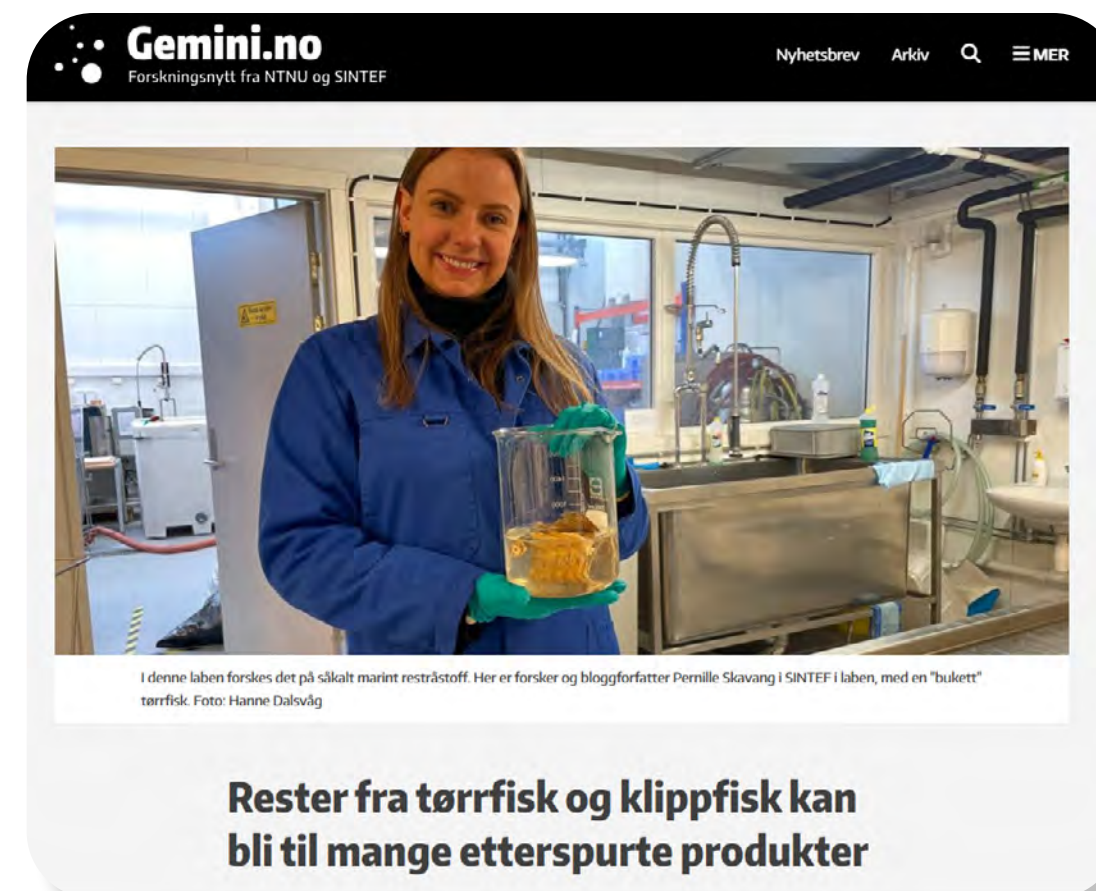 Gemini.no
Forskningsnytt fra NTNU og SINTEF
Nyhetsbrev Arkiv MER
I denne laben forskes det på såkalt marint restråstoff. Her er forsker og bloggforfatter Pernille Skavang i SINTEF i laben, med en "bukett"
tørrfisk. Foto: Hanne Dalsvåg
Rester fra tørrfisk og klippfisk kan
bli til mange etterspurte produkter